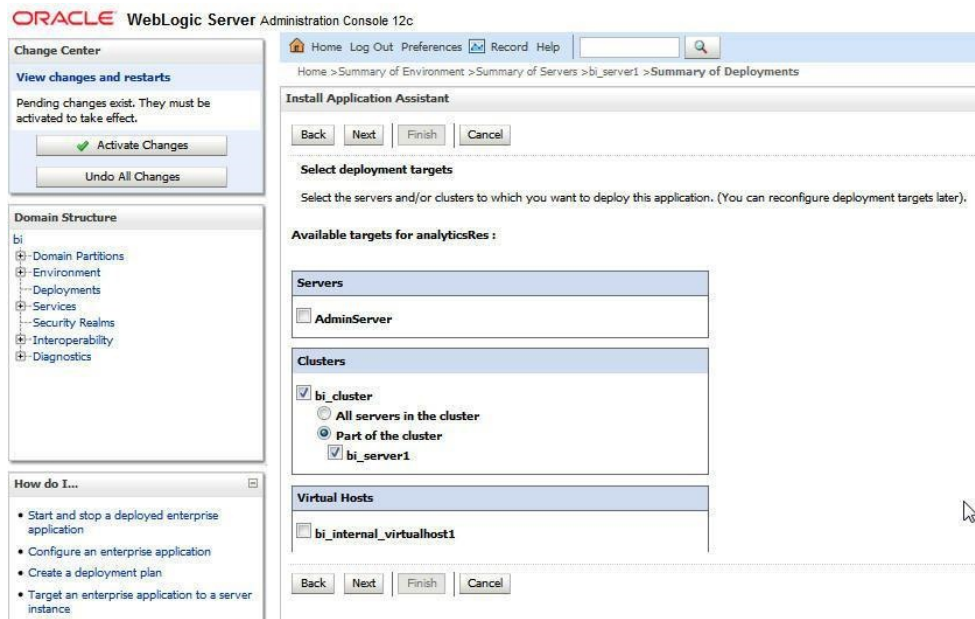 ORACLE WebLogic Server Administration Console 12c
Change Center
View changes and restarts
Pending changes exist. They must be
activated to take effect.
Activate Changes
Undo All Changes
Domain Structure
bi
Domain Partitions
Environment
Deployments
Services
Security Realms
Interoperability
Diagnostics
How do I...
Start and stop a deployed enterprise
application
Configure an enterprise application
Create a deployment plan
Target an enterprise application to a server
instance
Home Log Out Preferences Record Help
Home >Summary of Environment >Summary of Servers >bi_server1 >Summary of Deployments
Install Application Assistant
Back Next Finish Cancel
Select deployment targets
Select the servers and/or clusters to which you want to deploy this application. (You can reconfigure deployment targets later).
Available targets for analyticsRes :
Servers
AdminServer
Clusters
bi_cluster
All servers in the cluster
Part of the cluster
bi_server1
Virtual Hosts
bi_internal_virtualhost1
Back Next Finish Cancel